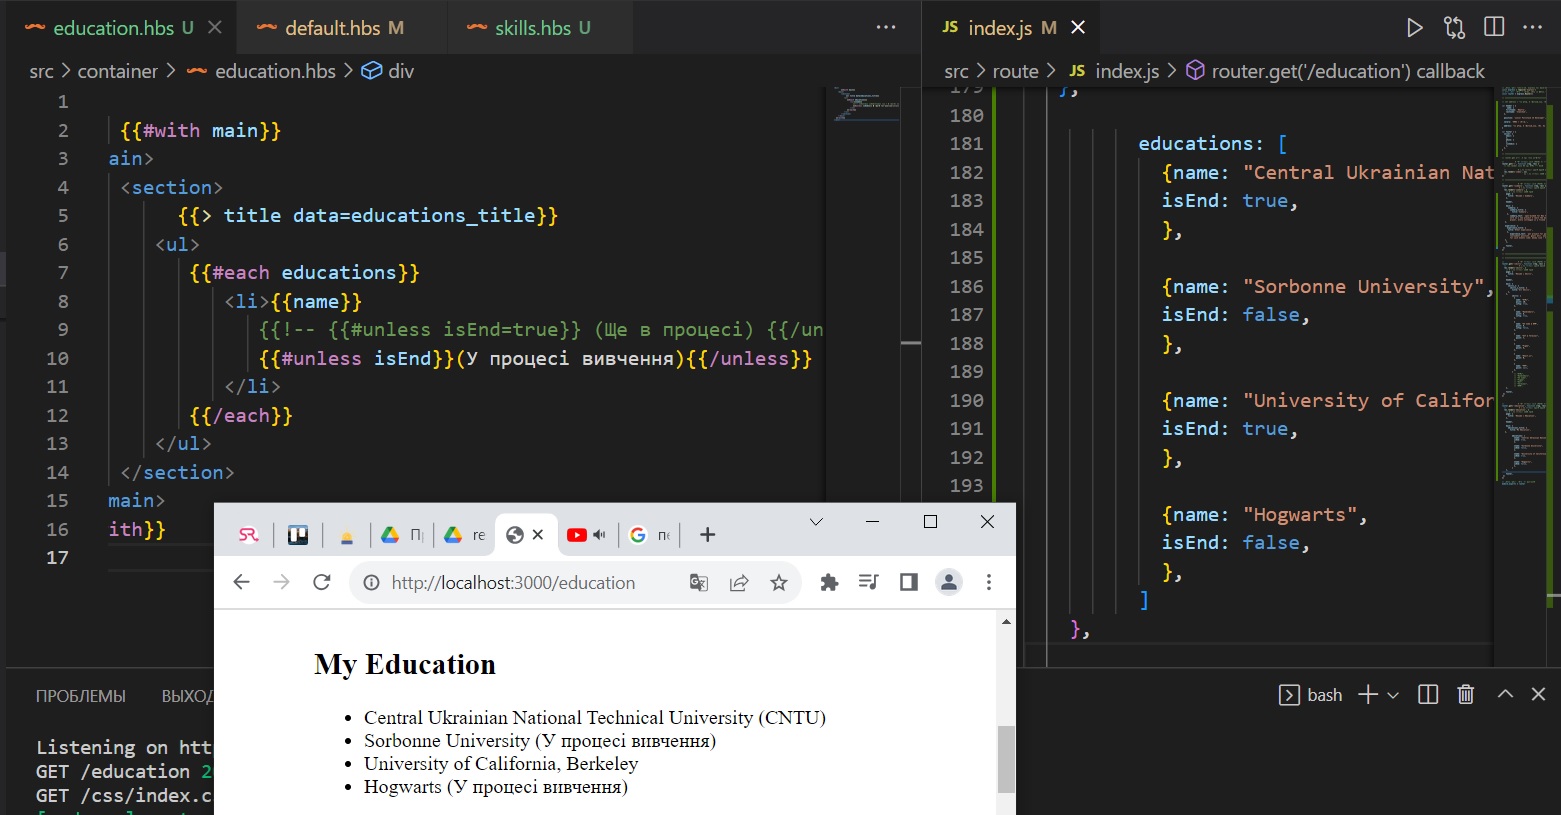 education.hbs U
default.hbs M
skills.hbs U
JS index.js M
src > container > education.hbs > div
src > route > JS index.js > router.get('/education') callback
1
2 {{#with main}}
3 ain>
4 <section>
5 {{> title data=educations_title}}
6 <ul>
7 {{#each educations}}
8 <li>{{name}}
9 {{!-- {{#unless isEnd=true}} (Ще в процесі) {{/un
10 {{#unless isEnd}}(У процесі вивчення){{/unless}}
11 </li>
12 {{/each}}
13 </ul>
14 </section>
15 main>
16 ith}}
17
179 },
180
181 educations: [
182 {name: "Central Ukrainian Nat
183 isEnd: true,
184 },
185
186 {name: "Sorbonne University",
187 isEnd: false,
188 },
189
190 {name: "University of Califor
191 isEnd: true,
192 },
193
{name: "Hogwarts",
isEnd: false,
},
]
},
SR
П
re
http://localhost:3000/education
My Education
• Central Ukrainian National Technical University (CNTU)
• Sorbonne University (У процесі вивчення)
• University of California, Berkeley
• Hogwarts (У процесі вивчення)
ПРОБЛЕМЫ ВЫХОД
bash
Listening on htt
GET /education 2
GET /css/index.c